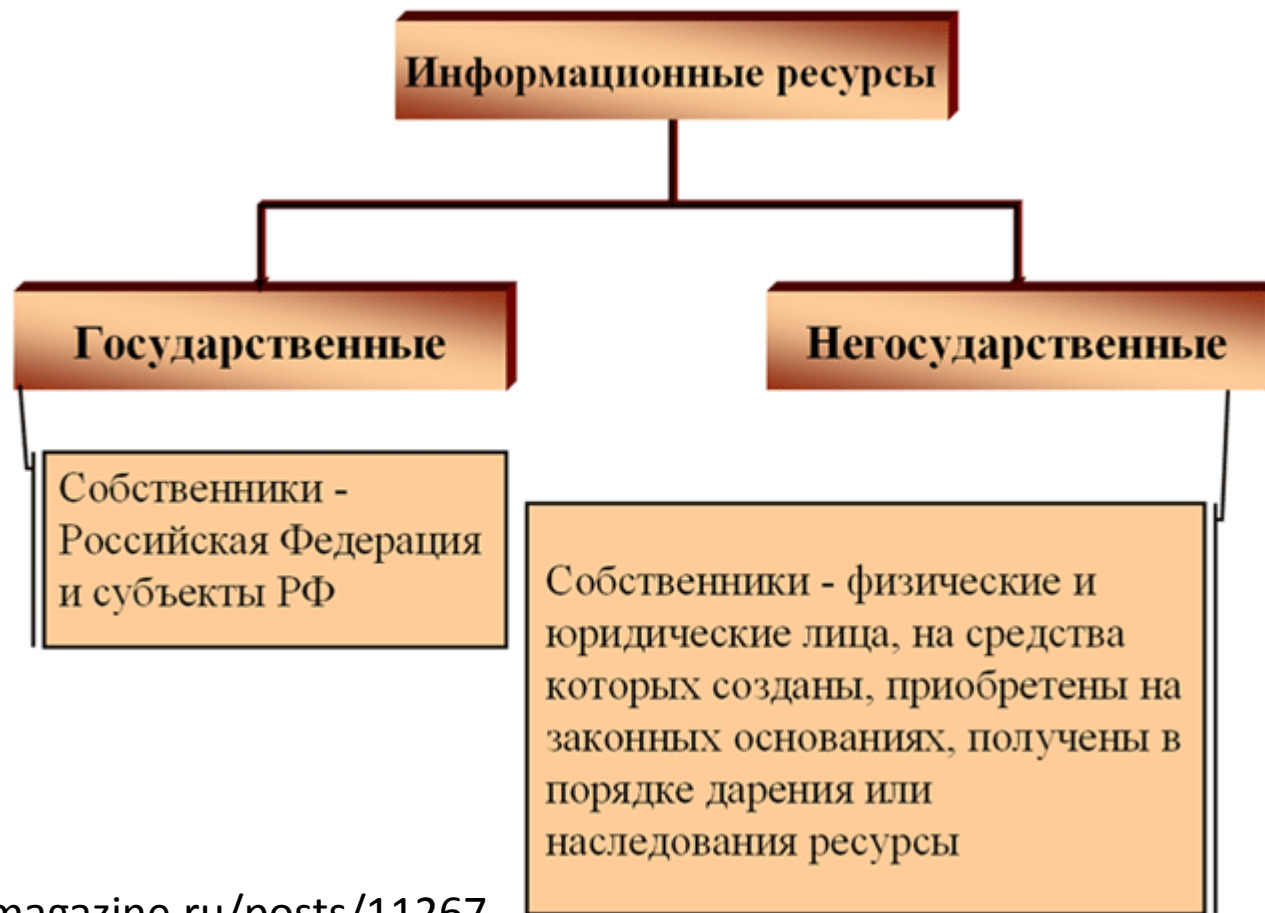 Информационные ресурсы
Государственные
Негосударственные
Собственники -
Российская Федерация
и субъекты РФ
Собственники - физические и
юридические лица, на средства
которых созданы, приобретены на
законных основаниях, получены в
порядке дарения или
наследования ресурсы
magazine.ru/posts/11267